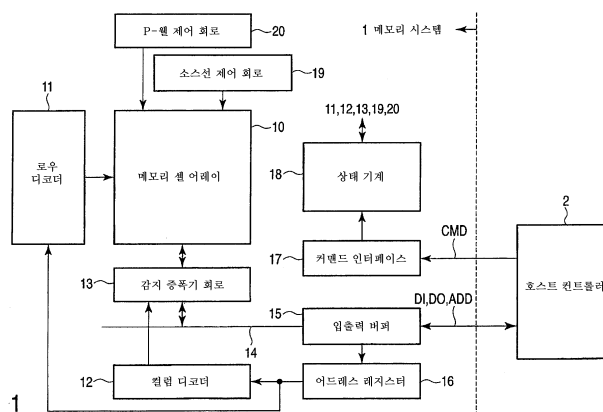 P-웰 제어 회로
20
1 메모리 시스템
소스선 제어 회로
19
11
10
11,12,13,19,20
로우
디코더
메모리 셀 어레이
18
상태 기계
2
CMD
17
커맨드 인터페이스
호스트 컨트롤러
13
감지 증폭기 회로
15
DI,DO,ADD
입출력 버퍼
14
12
컬럼 디코더
어드레스 레지스터
16
1